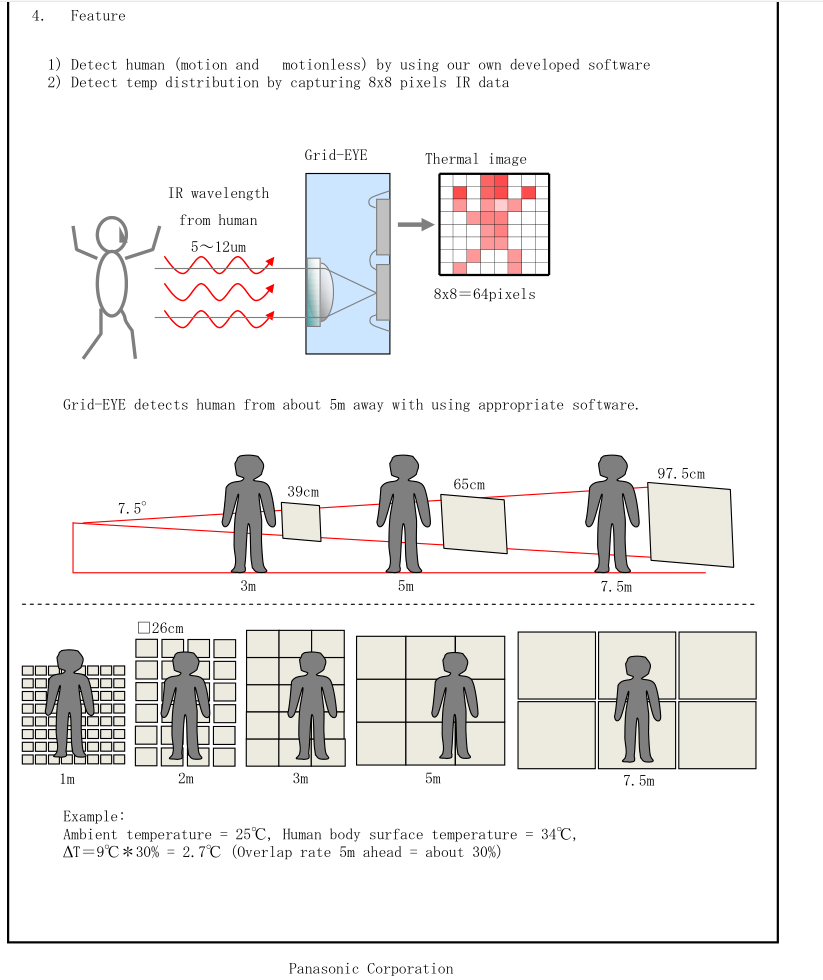 4. Feature
1) Detect human (motion and motionless) by using our own developed software
2) Detect temp distribution by capturing 8x8 pixels IR data
Grid-EYE
Thermal image
IR wavelength
from human
5～12um
8x8＝64pixels
Grid-EYE detects human from about 5m away with using appropriate software.
97.5cm
65cm
39cm
7.5°
3m
5m
7.5m
□26cm
1m
2m
3m
5m
7.5m
Example:
Ambient temperature = 25℃, Human body surface temperature = 34℃,
ΔT＝9℃＊30% = 2.7℃ (Overlap rate 5m ahead = about 30%)
Panasonic Corporation